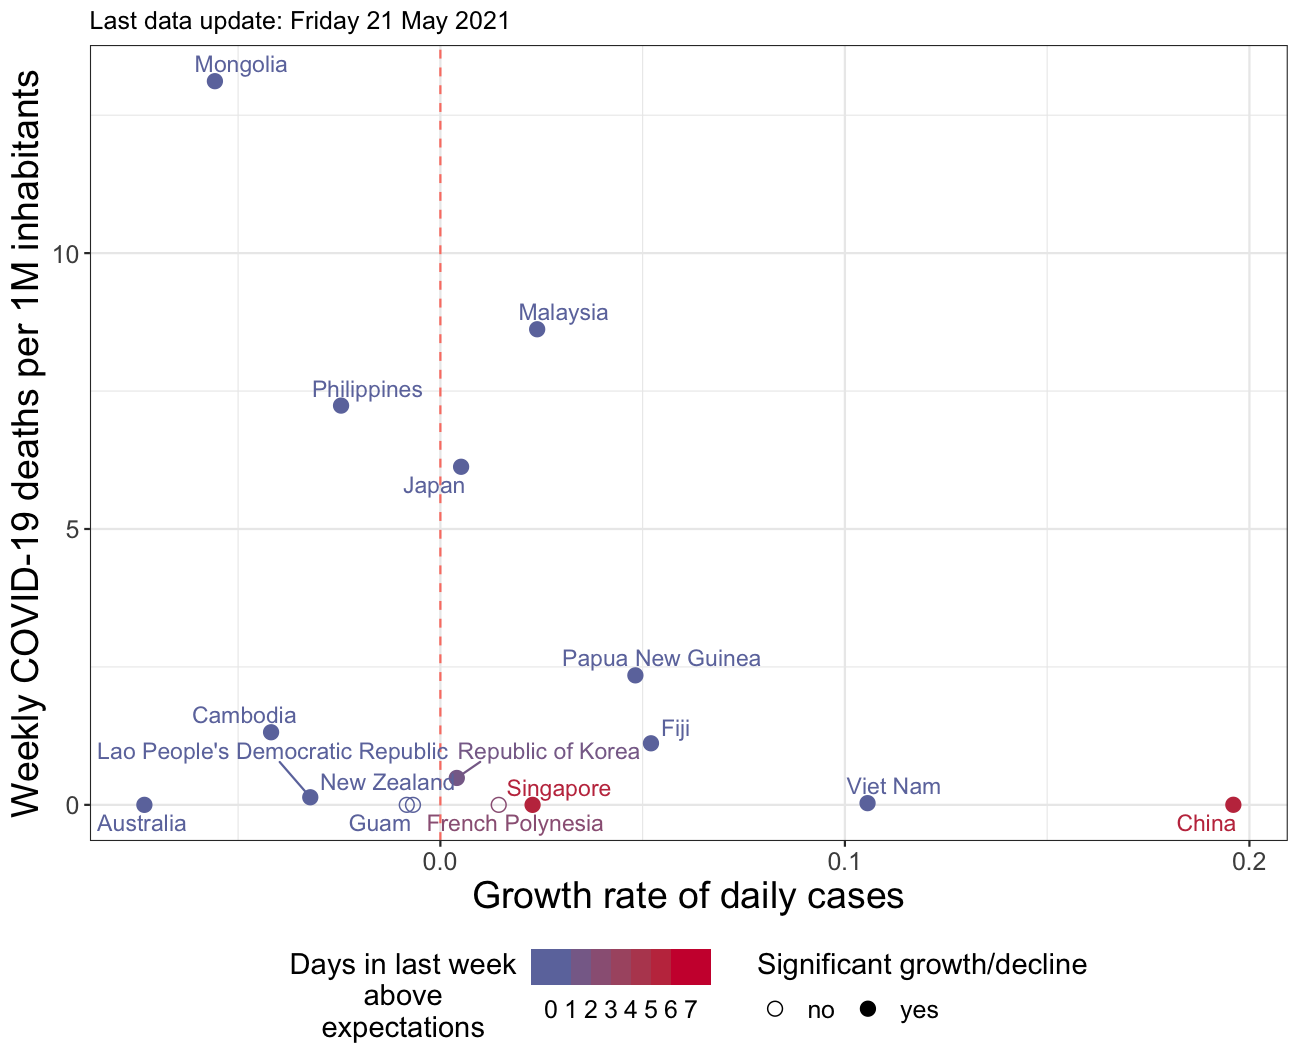 Last data update: Friday 21 May 2021
Weekly COVID-19 deaths per 1M inhabitants
10
5
0
Mongolia
Malaysia
Philippines
Japan
Papua New Guinea
Cambodia
Fiji
Lao People's Democratic Republic
Republic of Korea
New Zealand
Singapore
Viet Nam
Australia
Guam
French Polynesia
China
0.0
0.1
0.2
Growth rate of daily cases
Days in last week
above
expectations
0 1 2 3 4 5 6 7
Significant growth/decline
no
yes